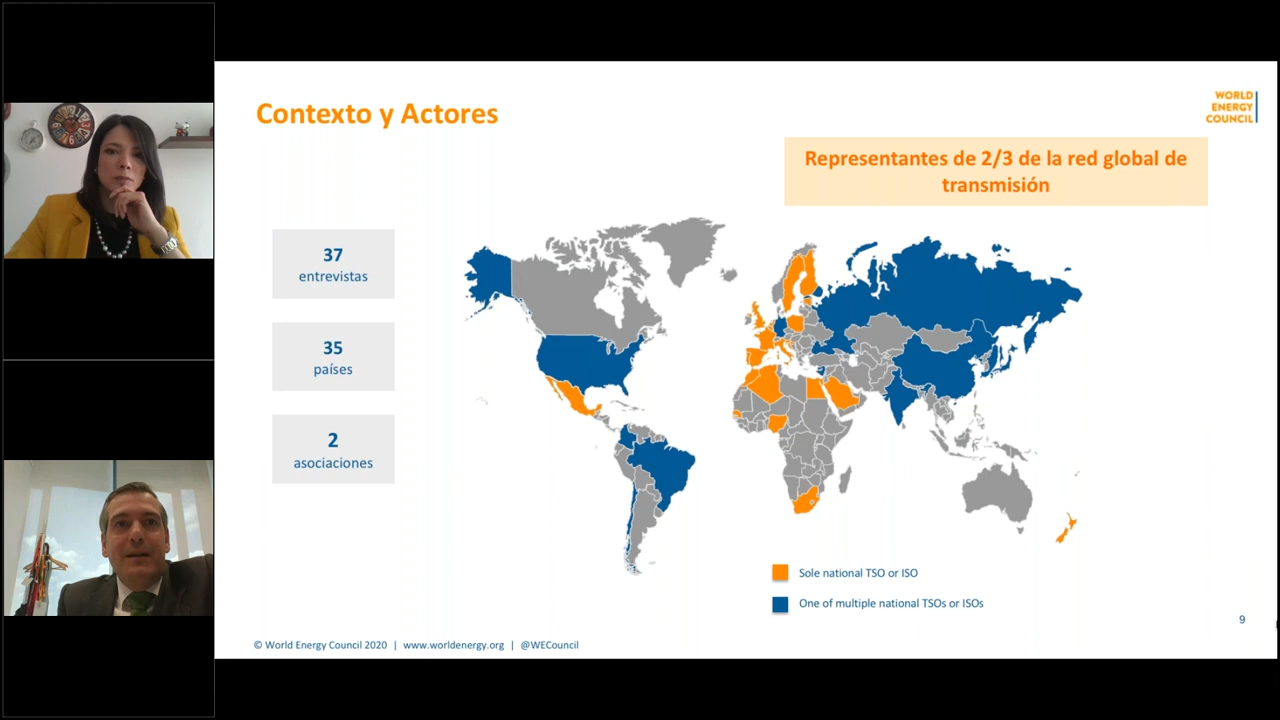 Contexto y Actores
WORLD
ENERGY
COUNCIL
Representantes de 2/3 de la red global de
transmisión
37
entrevistas
35
países
2
asociaciones
Sole national TSO or ISO
One of multiple national TSOs or ISOs
9
© World Energy Council 2020 | www.worldenergy.org | @WECouncil